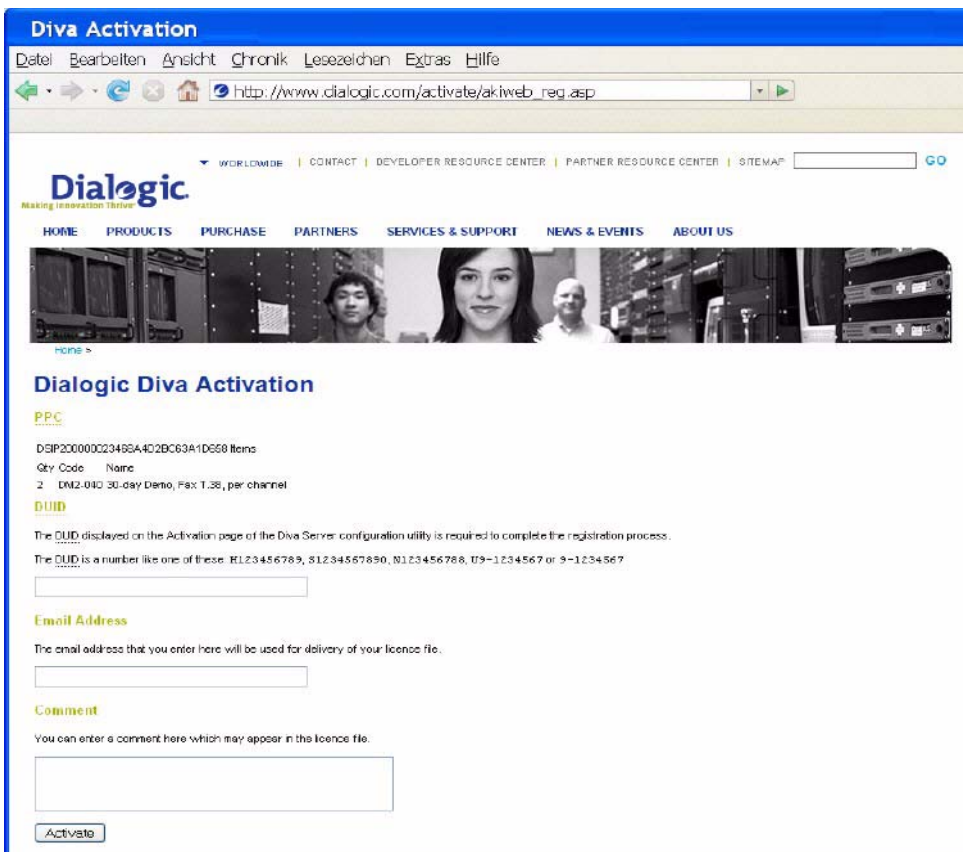 Diva Activation
Datei Bearbeiten Ansicht Chronik Lesezeichen Extras Hilfe
http://www.dialogic.com/activate/akiweb_reg.asp
WORLDWIDE | CONTACT | DEVELOPER RESOURCE CENTER | PARTNER RESOURCE CENTER | SITEMAP GO
Dialogic.
Making Innovation Thrive
HOME PRODUCTS PURCHASE PARTNERS SERVICES & SUPPORT NEWS & EVENTS ABOUT US
Home >
Dialogic Diva Activation
PPC
DSIP200000023468A4D2BC63A1D658 Items
Qty Code Name
2 DM2-040 30-day Demo, Fax T.38, per channel
DUID
The DUID displayed on the Activation page of the Diva Server configuration utility is required to complete the registration process.
The DUID is a number like one of these: H123456789, S1234567890, N123456788, U9-1234567 or 9-1234567
Email Address
The email address that you enter here will be used for delivery of your licence file.
Comment
You can enter a comment here which may appear in the licence file.
Activate